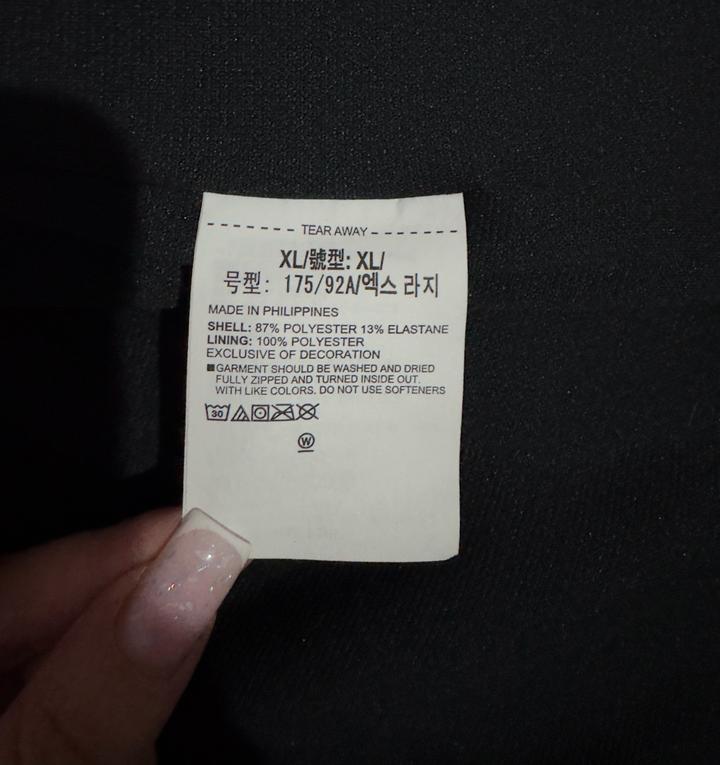 TEAR AWAY
XL/號型: XL/
号型: 175/92A/엑스 라지
MADE IN PHILIPPINES
SHELL: 87% POLYESTER 13% ELASTANE
LINING: 100% POLYESTER
EXCLUSIVE OF DECORATION
■GARMENT SHOULD BE WASHED AND DRIED
FULLY ZIPPED AND TURNED INSIDE OUT.
WITH LIKE COLORS. DO NOT USE SOFTENERS
30
W